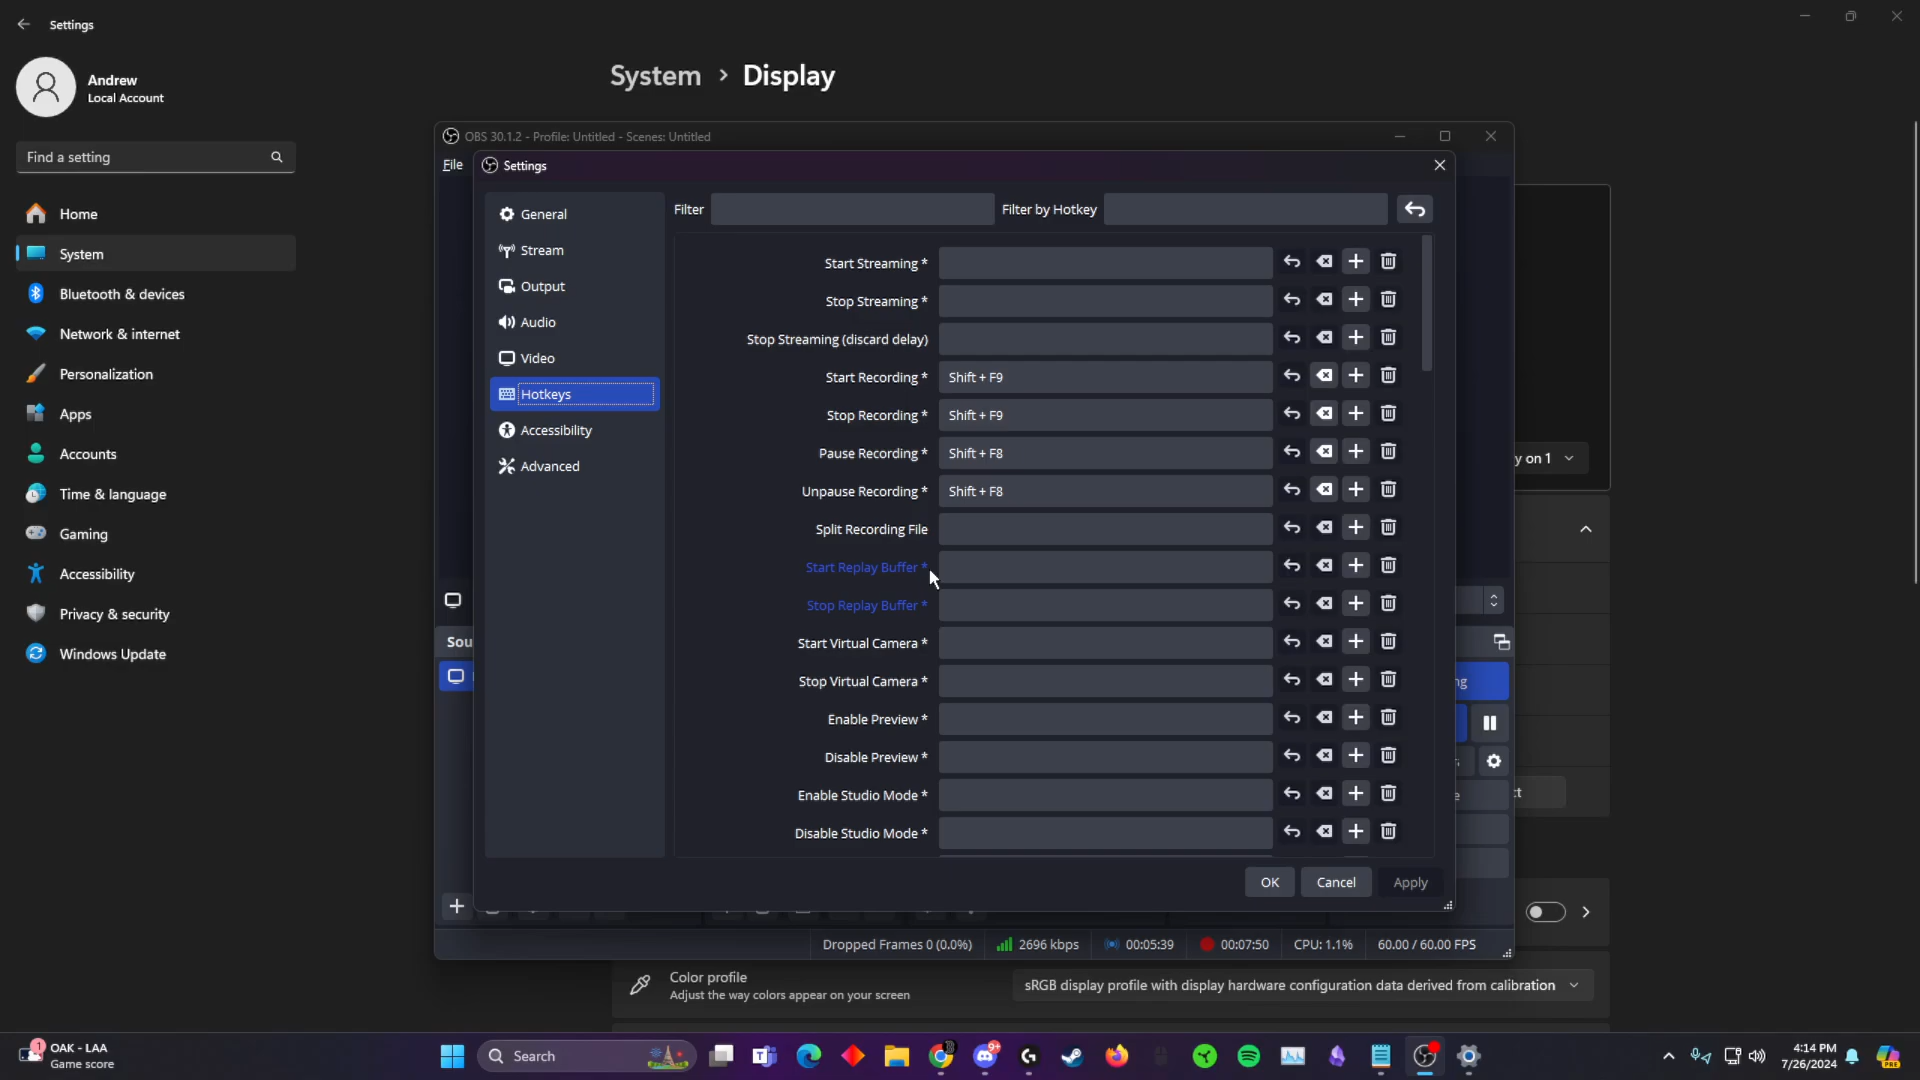 Settings
Andrew
Local Account
System > Display
Find a setting
Home
System
Bluetooth & devices
Network & internet
Personalization
Apps
Accounts
Time & language
Gaming
Accessibility
Privacy & security
Windows Update
OBS 30.1.2 - Profile: Untitled - Scenes: Untitled
File
Settings
General
Stream
Output
Audio
Video
Hotkeys
Accessibility
Advanced
Filter
Filter by Hotkey
Start Streaming *
Stop Streaming *
Stop Streaming (discard delay)
Start Recording * Shift + F9
Stop Recording * Shift + F9
Pause Recording * Shift + F8
Unpause Recording * Shift + F8
Split Recording File
Start Replay Buffer *
Stop Replay Buffer *
Start Virtual Camera *
Stop Virtual Camera *
Enable Preview *
Disable Preview *
Enable Studio Mode *
Disable Studio Mode *
y on 1
Sou
ng
e
ct
OK
Cancel
Apply
Dropped Frames 0 (0.0%)
2696 kbps
00:05:39
00:07:50
CPU: 1.1%
60.00 / 60.00 FPS
Color profile
Adjust the way colors appear on your screen
sRGB display profile with display hardware configuration data derived from calibration
1
OAK - LAA
Game score
Search
9+
4:14 PM
7/26/2024